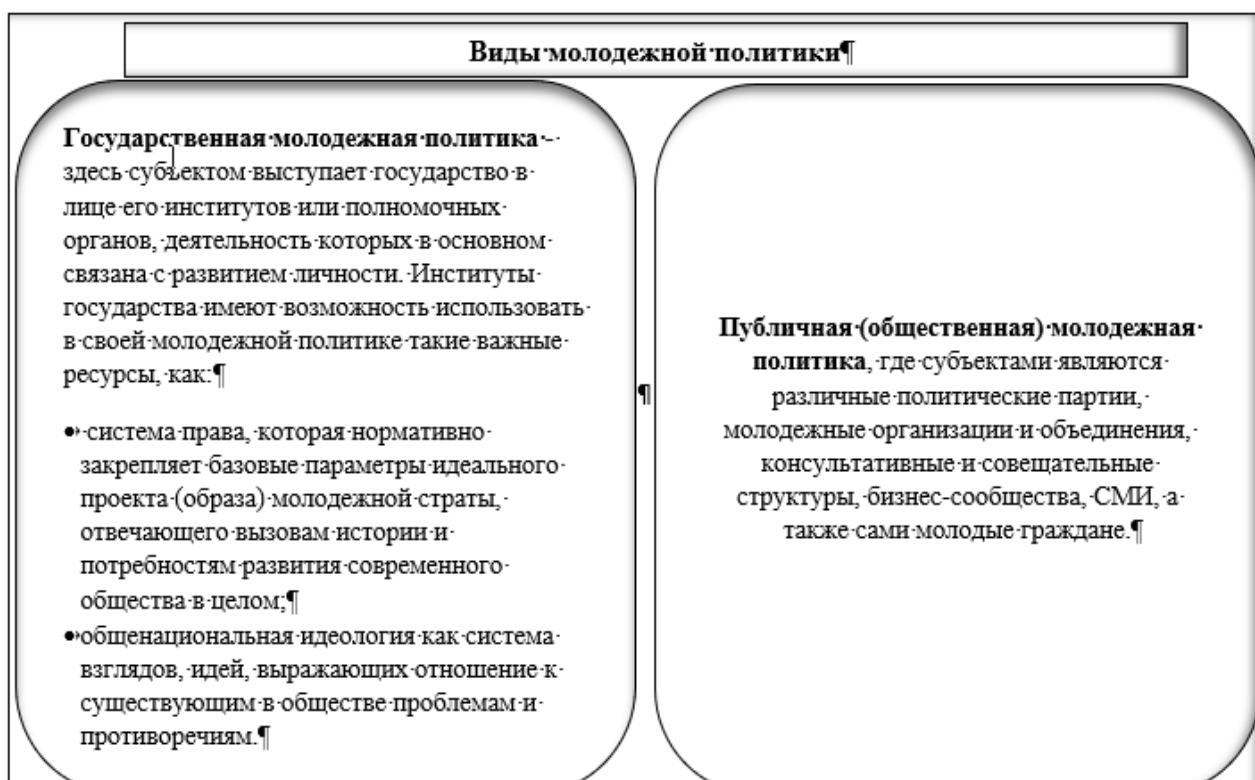 Виды молодежной политики¶
Государственная молодежная политика –
здесь субъектом выступает государство в
лице его институтов или полномочных
органов, деятельность которых в основном
связана с развитием личности. Институты
государства имеют возможность использовать
в своей молодежной политике такие важные
ресурсы, как:¶
• система права, которая нормативно
закрепляет базовые параметры идеального
проекта (образа) молодежной страты,
отвечающего вызовам истории и
потребностям развития современного
общества в целом;¶
• общенациональная идеология как система
взглядов, идей, выражающих отношение к
существующим в обществе проблемам и
противоречиям.¶
¶
Публичная (общественная) молодежная
политика, где субъектами являются
различные политические партии,
молодежные организации и объединения,
консультативные и совещательные
структуры, бизнес-сообщества, СМИ, а
также сами молодые граждане.¶